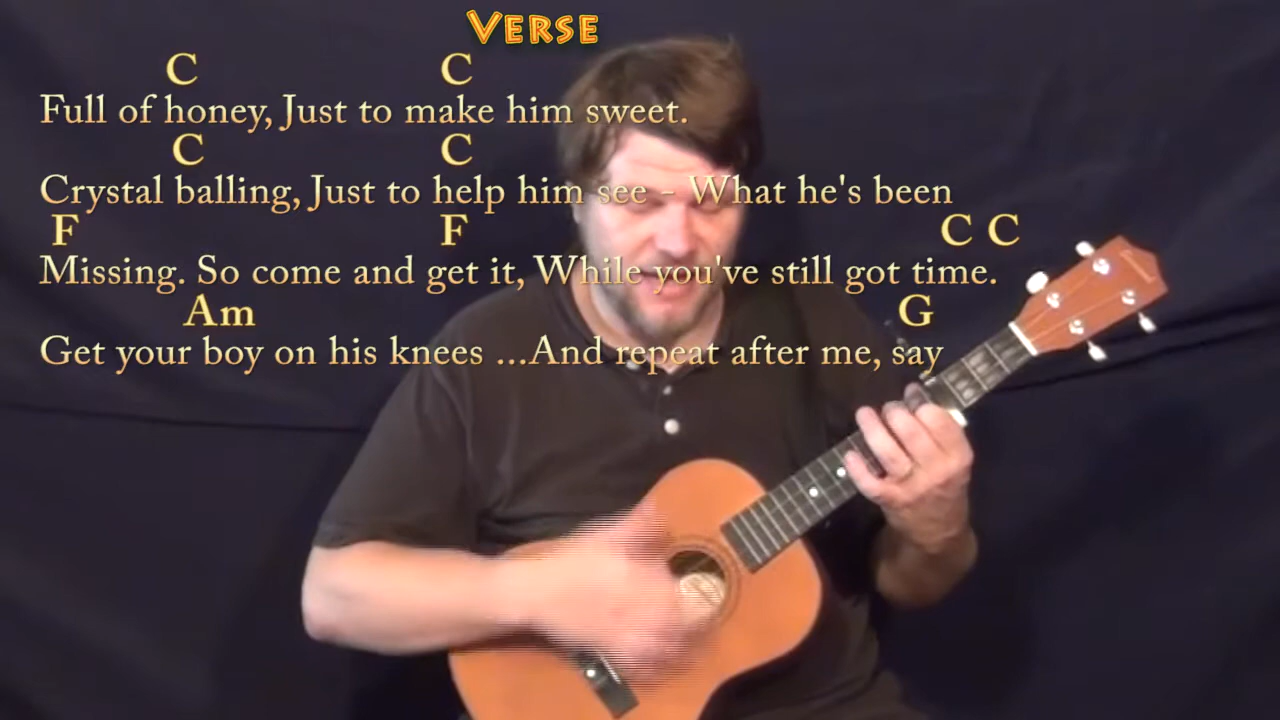 VERSE
C C
Full of honey, Just to make him sweet.
C C
Crystal balling, Just to help him see - What he's been
F F C C
Missing. So come and get it, While you've still got time.
Am G
Get your boy on his knees ...And repeat after me, say